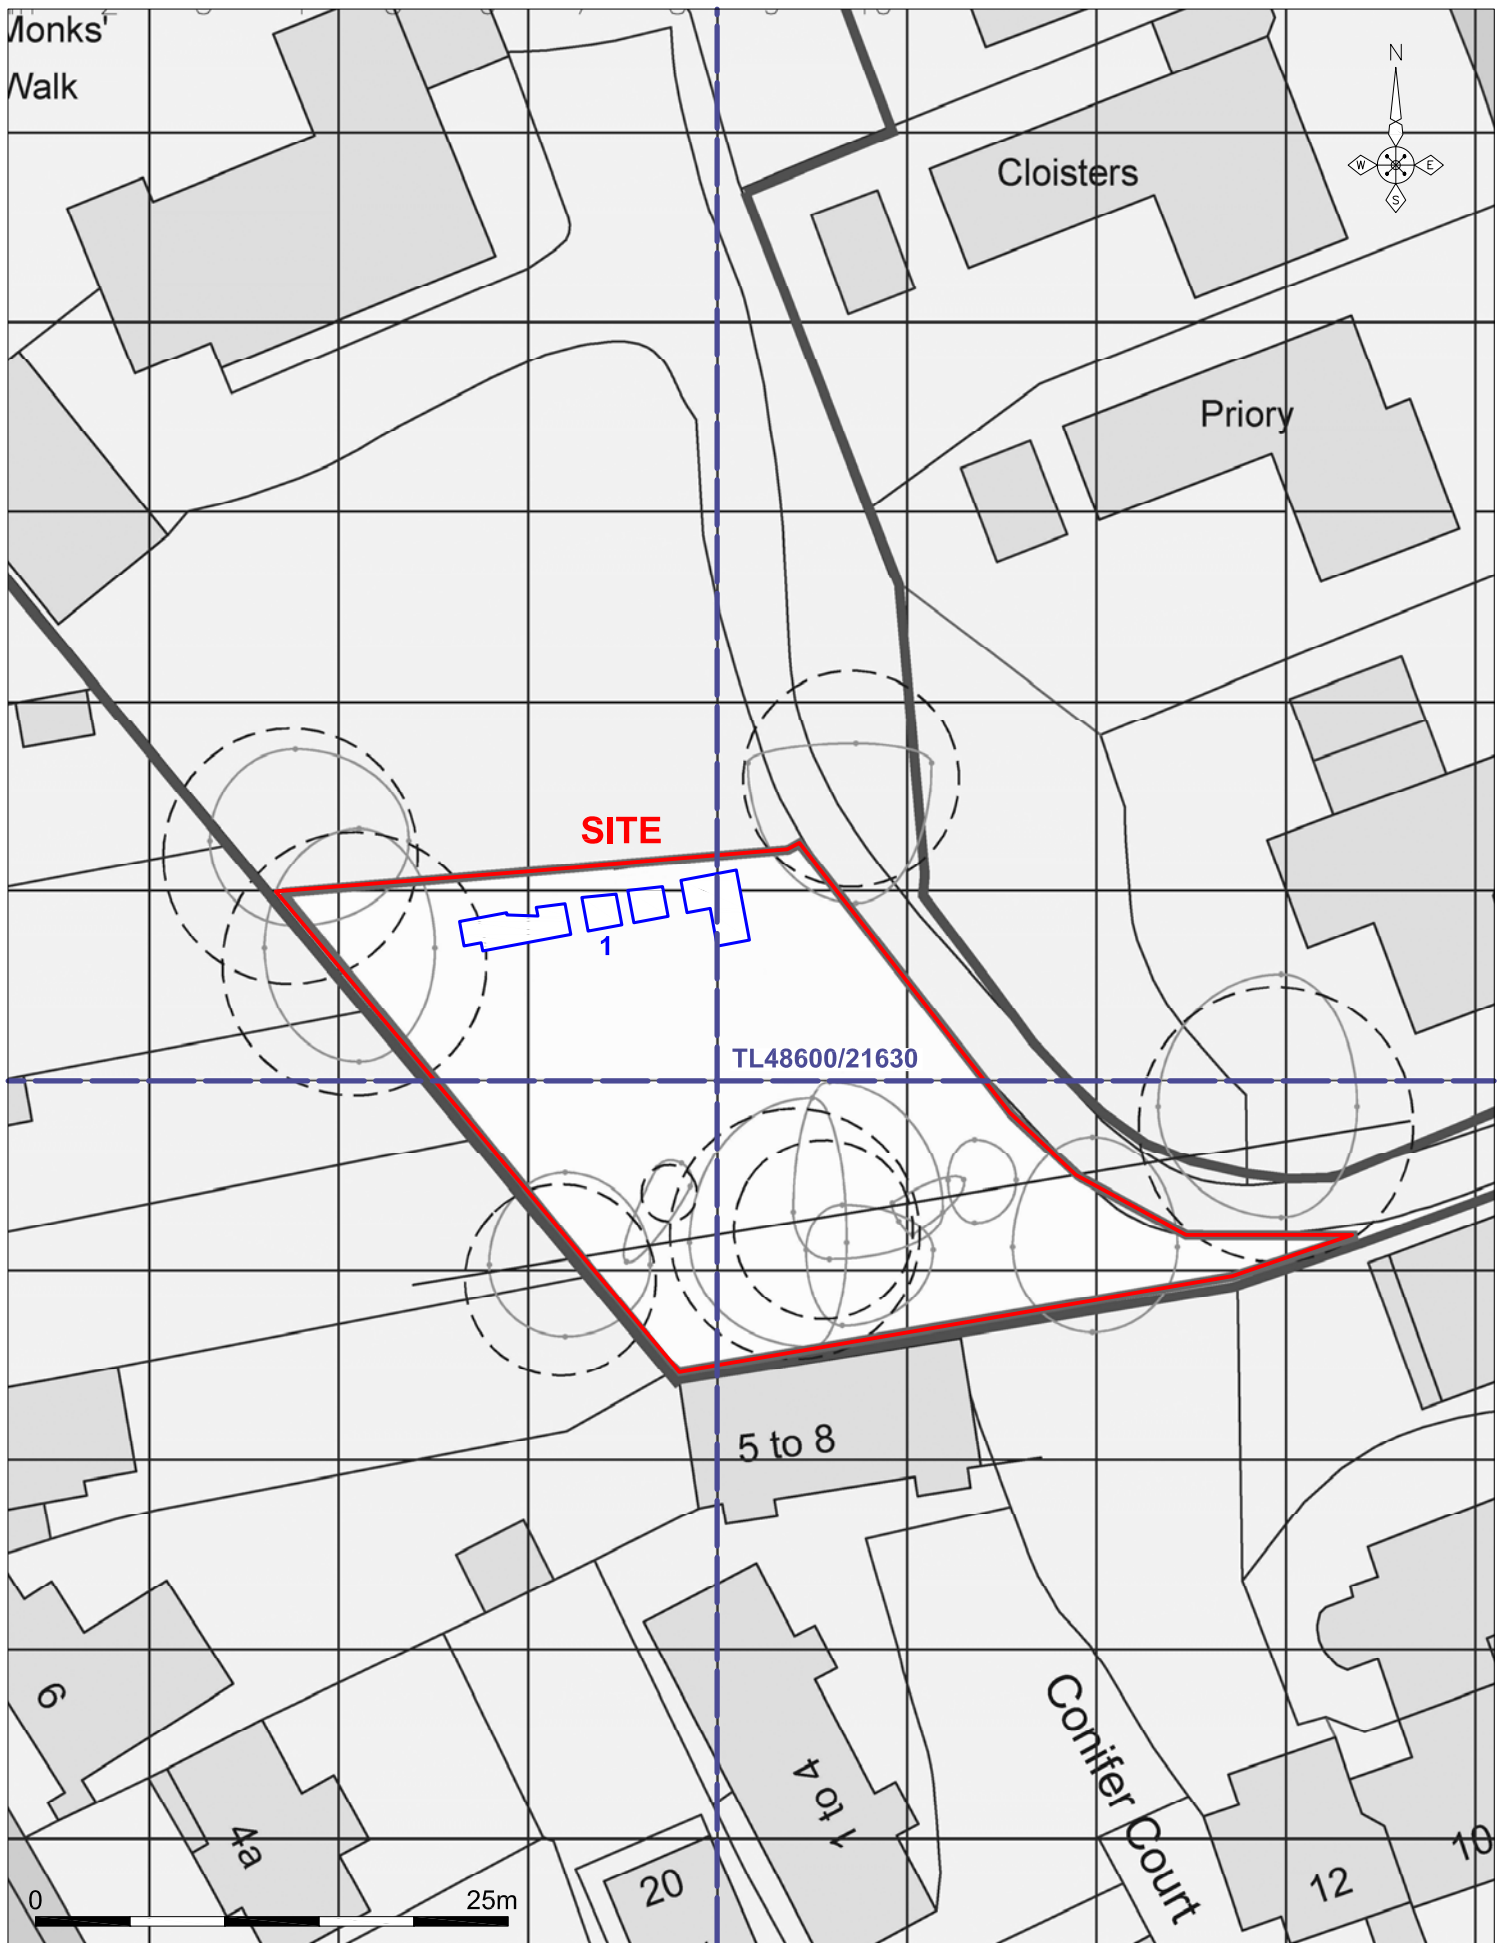 Monks'
Walk
N
W
E
S
Cloisters
Priory
SITE
1
TL48600/21630
5 to 8
6
4a
1 to 4
Conifer Court
20
12
10
0
25m